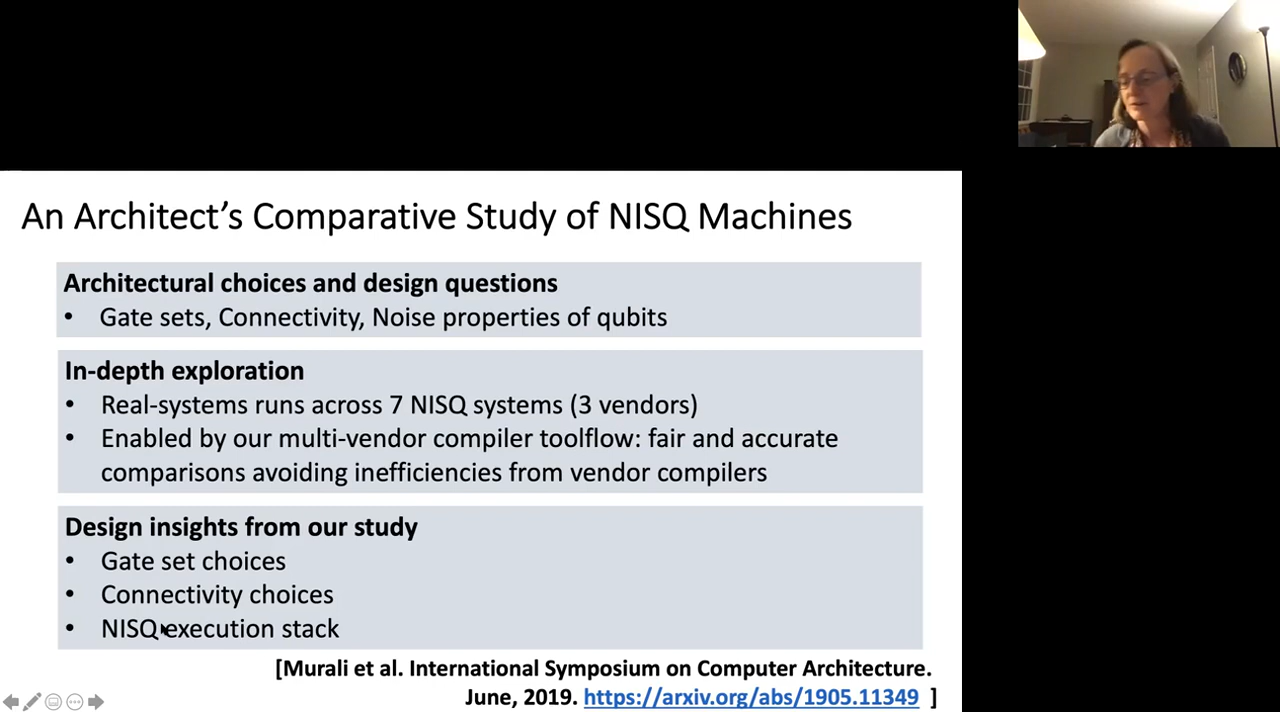 An Architect's Comparative Study of NISQ Machines
Architectural choices and design questions
• Gate sets, Connectivity, Noise properties of qubits
In-depth exploration
• Real-systems runs across 7 NISQ systems (3 vendors)
• Enabled by our multi-vendor compiler toolflow: fair and accurate
comparisons avoiding inefficiencies from vendor compilers
Design insights from our study
• Gate set choices
• Connectivity choices
• NISQ execution stack
[Murali et al. International Symposium on Computer Architecture.
June, 2019. https://arxiv.org/abs/1905.11349 ]